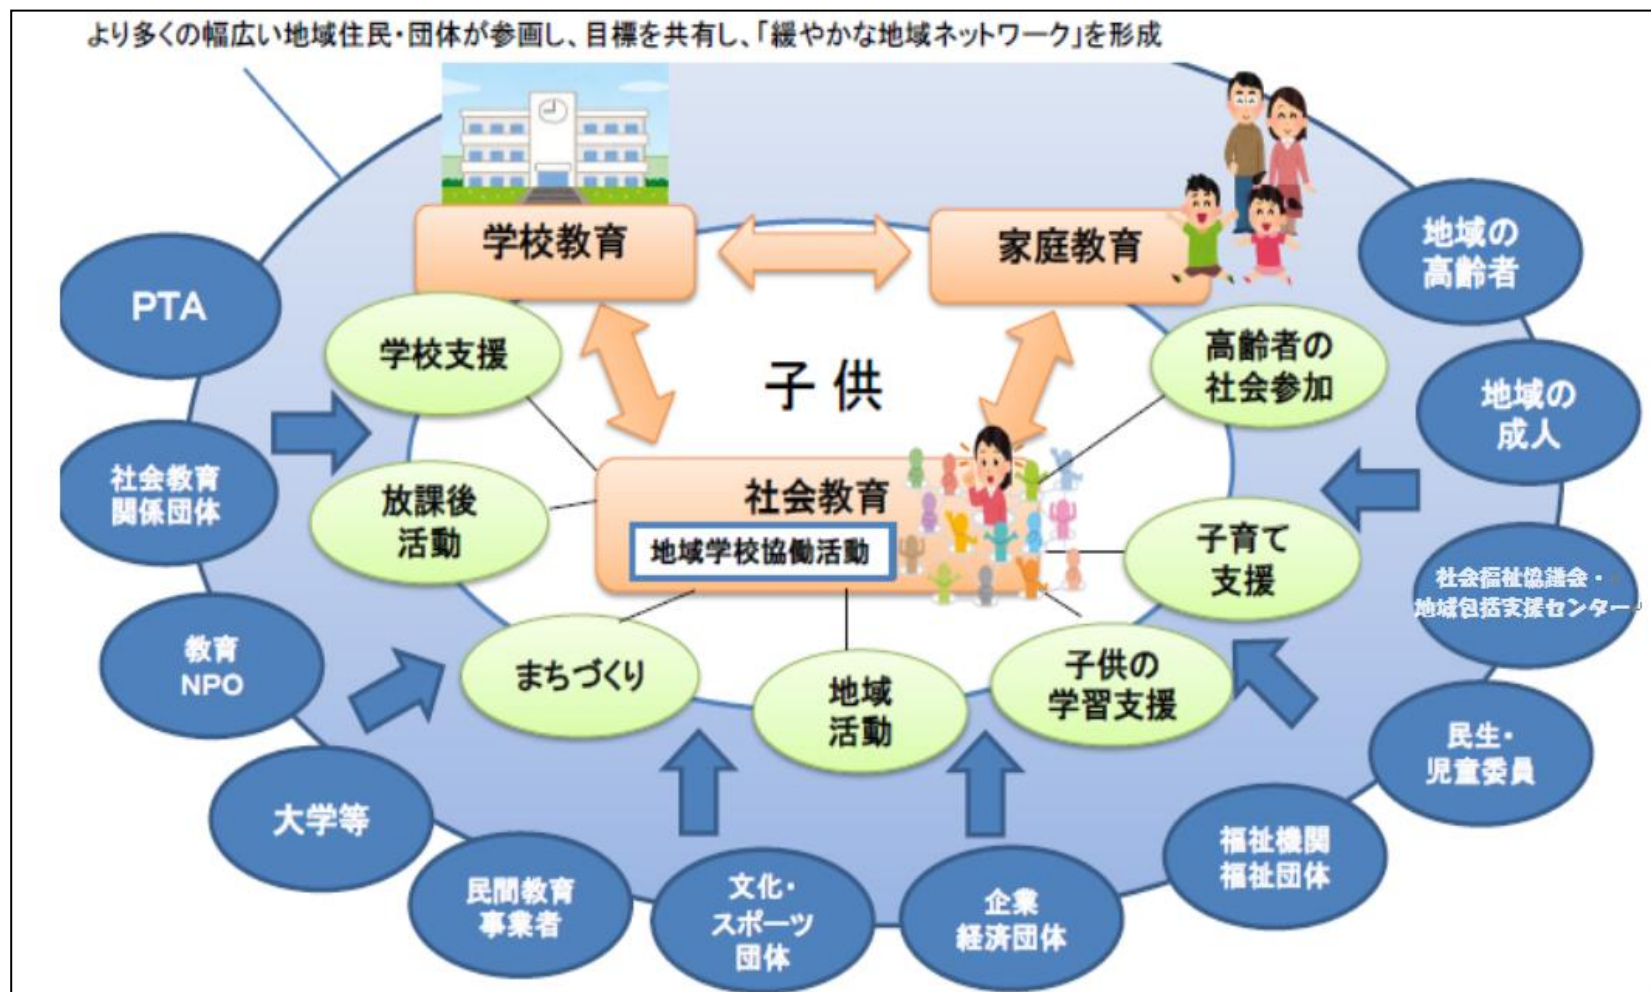 より多くの幅広い地域住民・団体が参画し、目標を共有し、「緩やかな地域ネットワーク」を形成
学校教育
家庭教育
子供
社会教育
地域学校協働活動
学校支援
放課後
活動
まちづくり
地域
活動
子供の
学習支援
子育て
支援
高齢者の
社会参加
PTA
社会教育
関係団体
教育
NPO
大学等
民間教育
事業者
文化・
スポーツ
団体
企業
経済団体
福祉機関
福祉団体
民生・
児童委員
社会福祉協議会・
地域包括支援センター
地域の
成人
地域の
高齢者